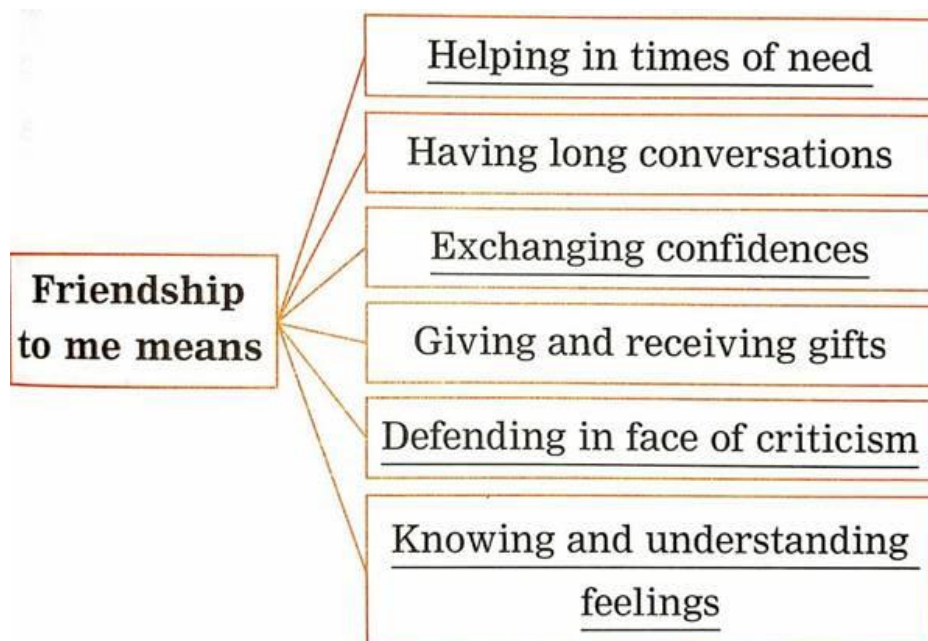 Friendship
to me means
Helping in times of need
Having long conversations
Exchanging confidences
Giving and receiving gifts
Defending in face of criticism
Knowing and understanding
feelings